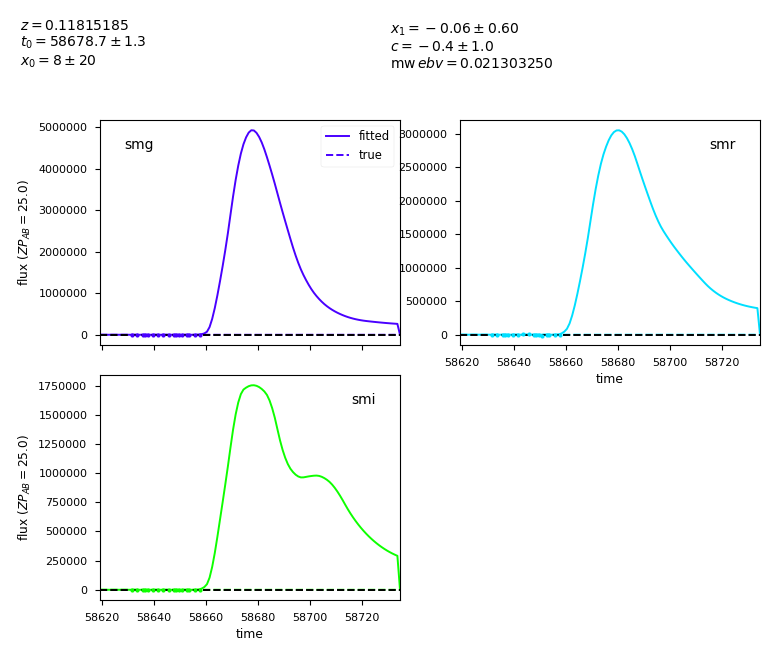 z = 0.11815185
t₀ = 58678.7 ± 1.3
x₀ = 8 ± 20
x₁ = −0.06 ± 0.60
c = −0.4 ± 1.0
mw ebv = 0.021303250
smg
fitted
true
flux (ZP_AB = 25.0)
5000000
4000000
3000000
2000000
1000000
0
smr
3000000
2500000
2000000
1500000
1000000
500000
0
58620 58640 58660 58680 58700 58720
time
smi
flux (ZP_AB = 25.0)
1750000
1500000
1250000
1000000
750000
500000
250000
0
58620 58640 58660 58680 58700 58720
time